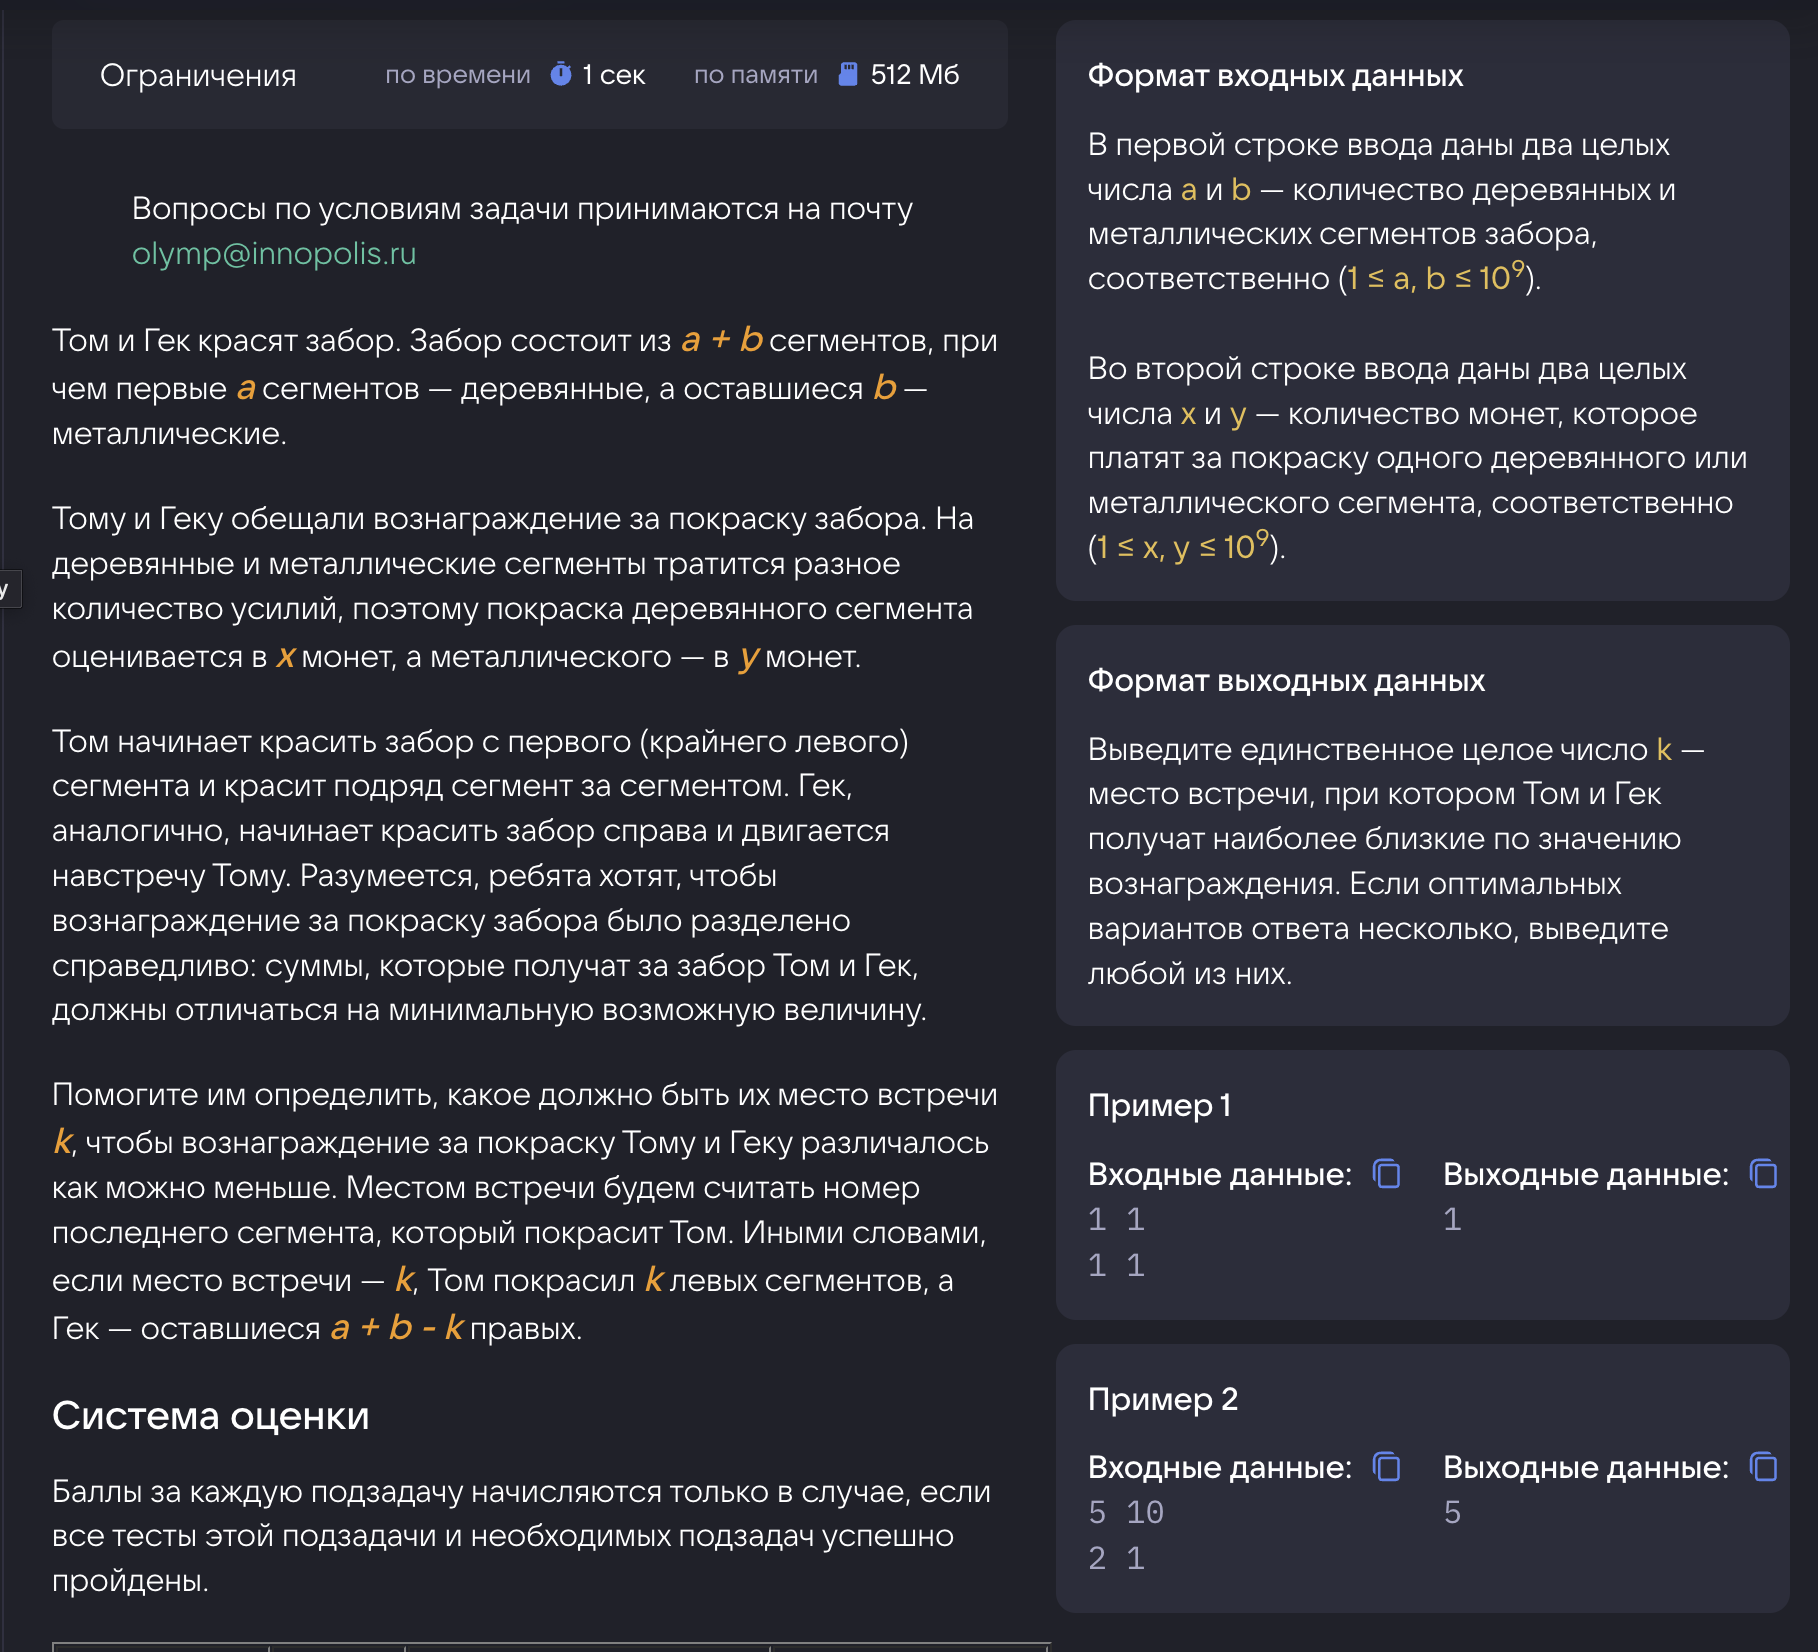 Ограничения по времени 1 сек по памяти 512 Мб
Вопросы по условиям задачи принимаются на почту
olymp@innopolis.ru
Том и Гек красят забор. Забор состоит из a + b сегментов, при
чем первые a сегментов — деревянные, а оставшиеся b —
металлические.
Тому и Геку обещали вознаграждение за покраску забора. На
деревянные и металлические сегменты тратится разное
количество усилий, поэтому покраска деревянного сегмента
оценивается в x монет, а металлического — в y монет.
Том начинает красить забор с первого (крайнего левого)
сегмента и красит подряд сегмент за сегментом. Гек,
аналогично, начинает красить забор справа и двигается
навстречу Тому. Разумеется, ребята хотят, чтобы
вознаграждение за покраску забора было разделено
справедливо: суммы, которые получат за забор Том и Гек,
должны отличаться на минимальную возможную величину.
Помогите им определить, какое должно быть их место встречи
k, чтобы вознаграждение за покраску Тому и Геку различалось
как можно меньше. Местом встречи будем считать номер
последнего сегмента, который покрасит Том. Иными словами,
если место встречи — k, Том покрасил k левых сегментов, а
Гек — оставшиеся a + b - k правых.
Система оценки
Баллы за каждую подзадачу начисляются только в случае, если
все тесты этой подзадачи и необходимых подзадач успешно
пройдены.
y
Формат входных данных
В первой строке ввода даны два целых
числа a и b — количество деревянных и
металлических сегментов забора,
соответственно (1 ≤ a, b ≤ 10⁹).
Во второй строке ввода даны два целых
числа x и y — количество монет, которое
платят за покраску одного деревянного или
металлического сегмента, соответственно
(1 ≤ x, y ≤ 10⁹).
Формат выходных данных
Выведите единственное целое число k —
место встречи, при котором Том и Гек
получат наиболее близкие по значению
вознаграждения. Если оптимальных
вариантов ответа несколько, выведите
любой из них.
Пример 1
Входные данные: Выходные данные:
1 1 1
1 1
Пример 2
Входные данные: Выходные данные:
5 10 5
2 1